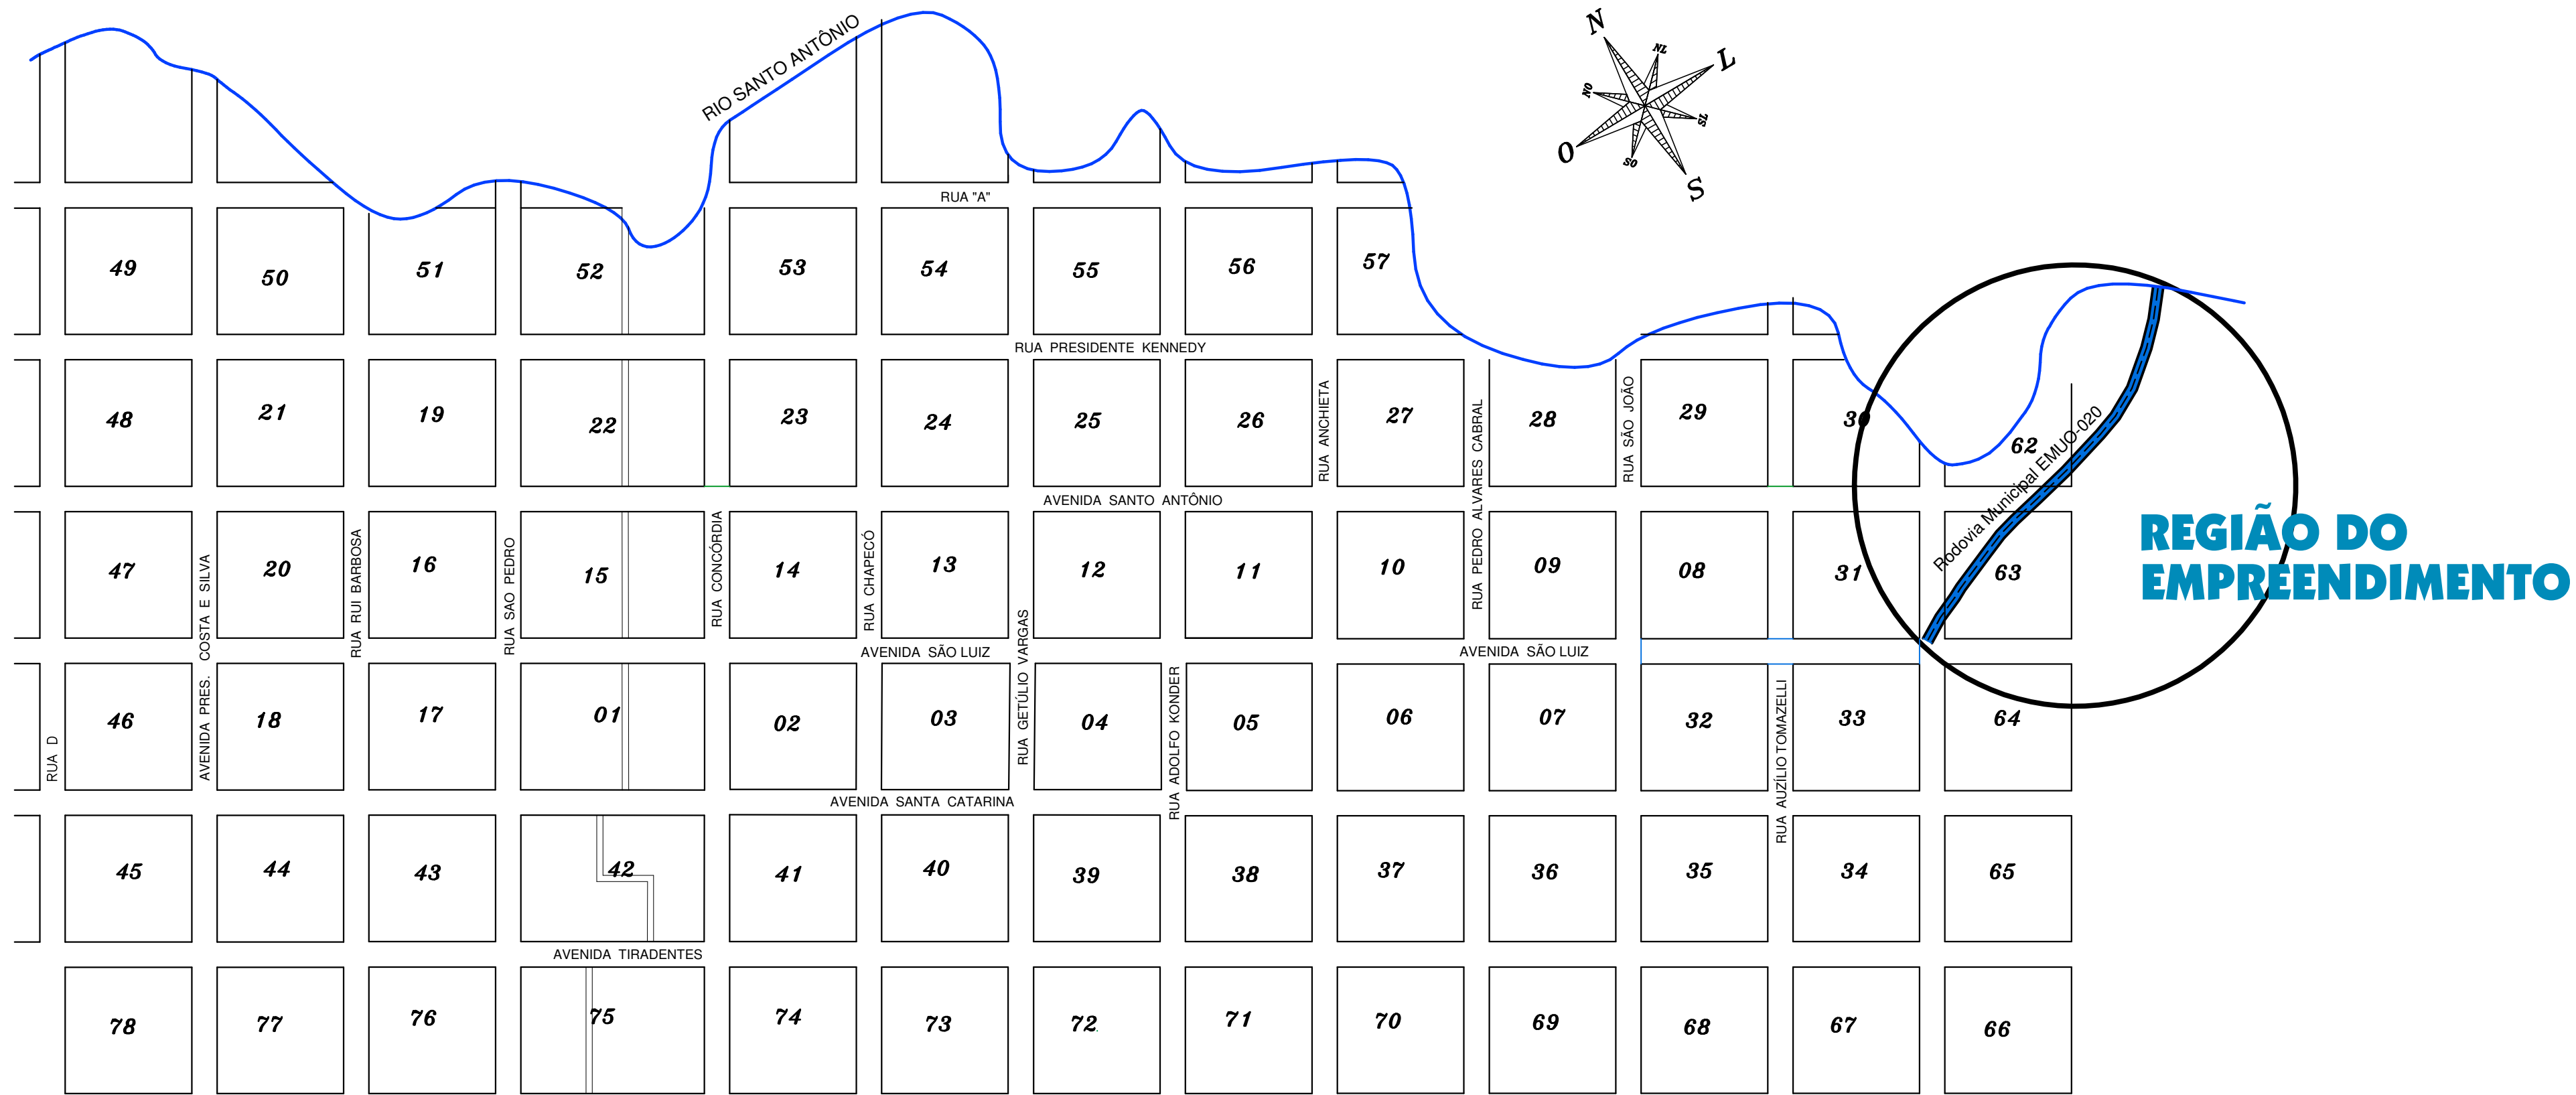 RIO SANTO ANTÔNIO
N
NL
L
NO
SL
O
SO
S
RUA "A"
49
50
51
52
53
54
55
56
57
RUA PRESIDENTE KENNEDY
48
21
19
22
23
24
25
26
RUA ANCHIETA
27
RUA PEDRO ALVARES CABRAL
28
RUA SÃO JOÃO
29
30
62
Rodovia Municipal EMUO-020
AVENIDA SANTO ANTÔNIO
REGIÃO DO
EMPREENDIMENTO
47
AVENIDA PRES. COSTA E SILVA
20
RUA RUI BARBOSA
16
RUA SAO PEDRO
15
RUA CONCÓRDIA
14
RUA CHAPECÓ
13
12
11
10
09
08
31
63
AVENIDA SÃO LUIZ
AVENIDA SÃO LUIZ
RUA D
46
18
17
01
02
03
RUA GETÚLIO VARGAS
04
RUA ADOLFO KONDER
05
06
07
32
RUA AUZÍLIO TOMAZELLI
33
64
AVENIDA SANTA CATARINA
45
44
43
42
41
40
39
38
37
36
35
34
65
AVENIDA TIRADENTES
78
77
76
75
74
73
72
71
70
69
68
67
66